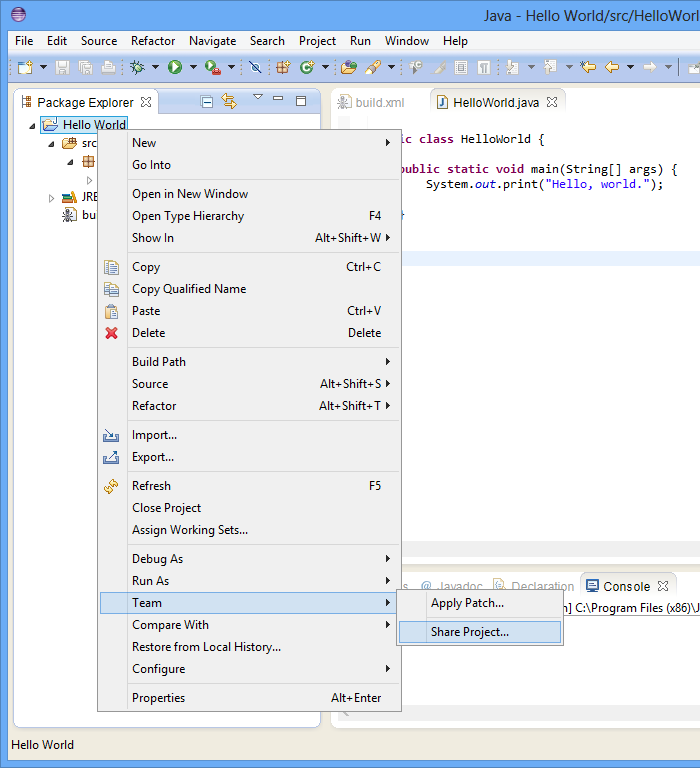 Java - Hello World/src/HelloWorl
File Edit Source Refactor Navigate Search Project Run Window Help
Package Explorer
build.xml HelloWorld.java
Hello World
src
JRE
bu
ic class HelloWorld {
public static void main(String[] args) {
System.out.print("Hello, world.");
}
New
Go Into
Open in New Window
Open Type Hierarchy F4
Show In Alt+Shift+W
Copy Ctrl+C
Copy Qualified Name
Paste Ctrl+V
Delete Delete
Build Path
Source Alt+Shift+S
Refactor Alt+Shift+T
Import...
Export...
Refresh F5
Close Project
Assign Working Sets...
Debug As
Run As
Team
Compare With
Restore from Local History...
Configure
Properties Alt+Enter
s @ Javadoc Declaration Console
n] C:\Program Files (x86)\J
Apply Patch...
Share Project...
Hello World